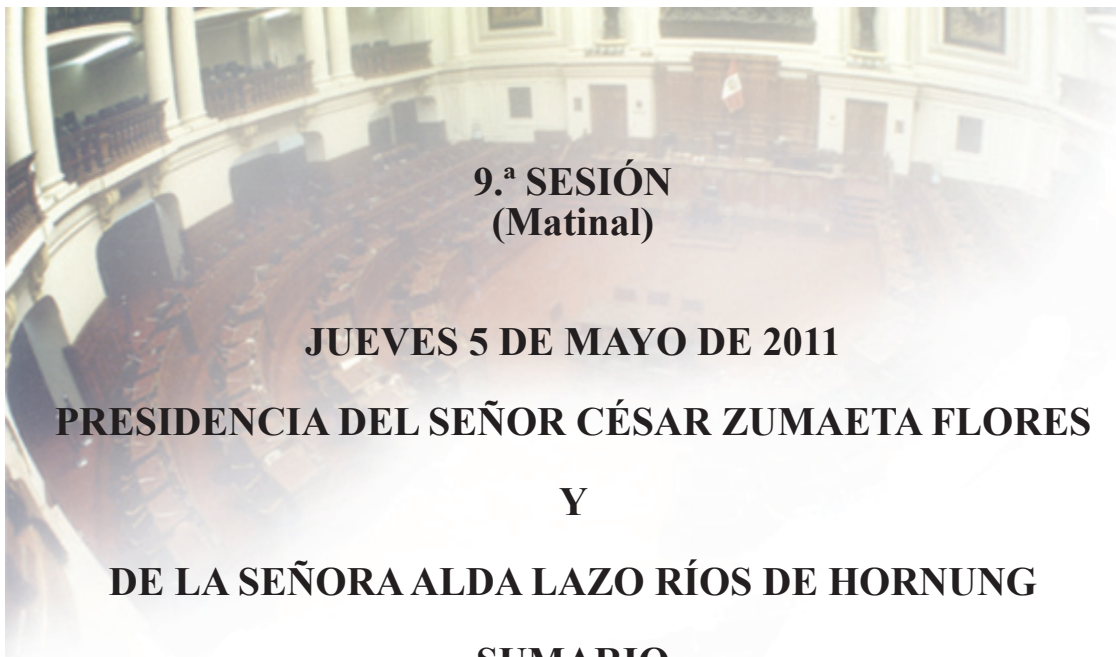 9.ª SESIÓN
(Matinal)
JUEVES 5 DE MAYO DE 2011
PRESIDENCIA DEL SEÑOR CÉSAR ZUMAETA FLORES
Y
DE LA SEÑORA ALDA LAZO RÍOS DE HORNUNG
SUMARIO